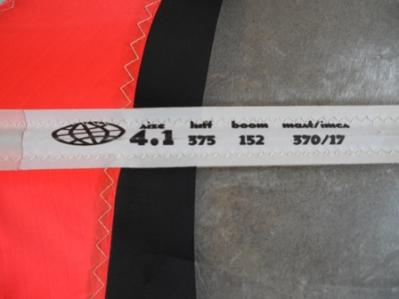 size luff boom mast/imcs
4.1 375 152 370/17